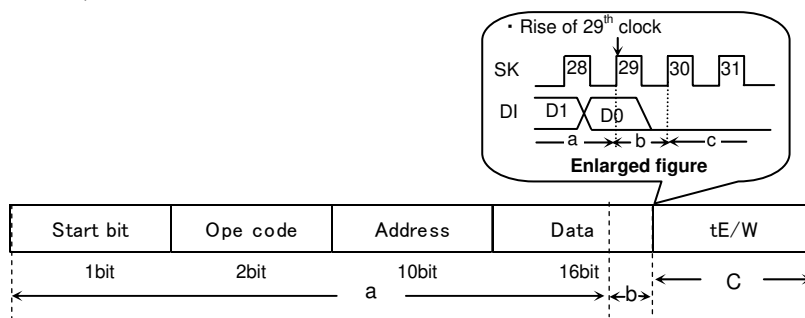 ・Rise of 29th clock
SK 28 29 30 31
DI D1 D0
a b c
Enlarged figure
Start bit Ope code Address Data tE/W
1bit 2bit 10bit 16bit
a b C